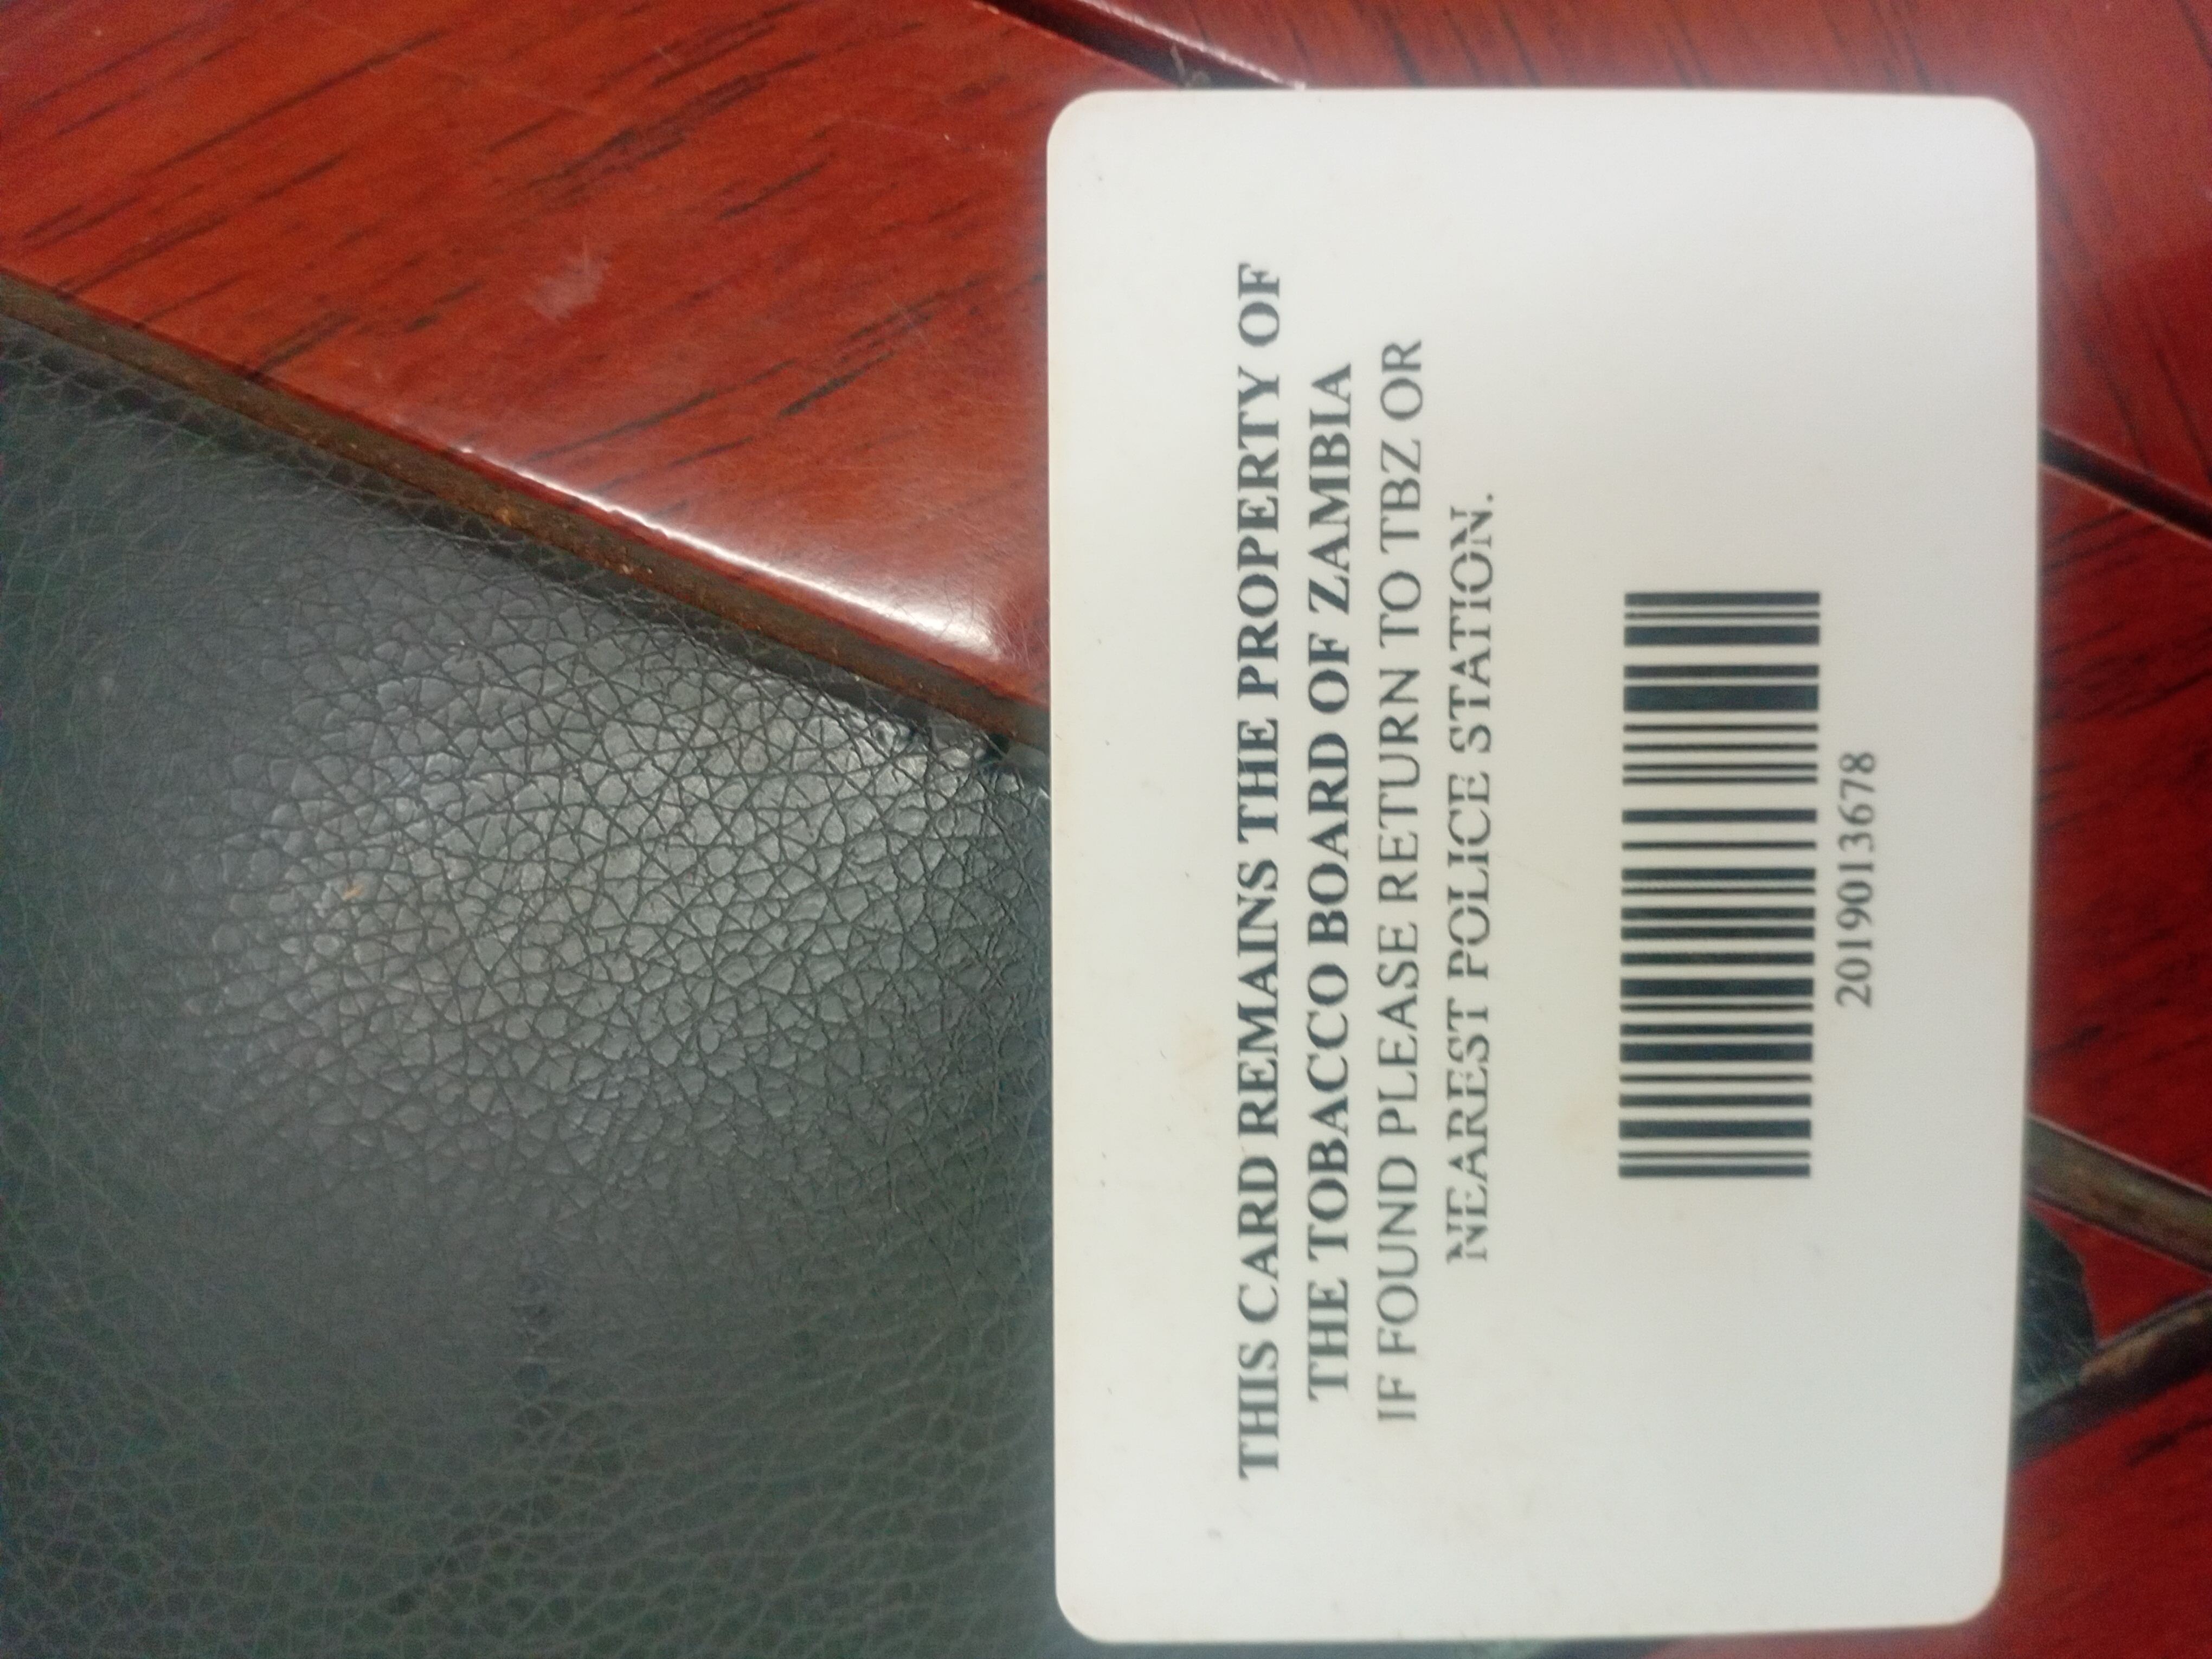 THIS CARD REMAINS THE PROPERTY OF
THE TOBACCO BOARD OF ZAMBIA
IF FOUND PLEASE RETURN TO TBZ OR
NEAREST POLICE STATION.
2019013678